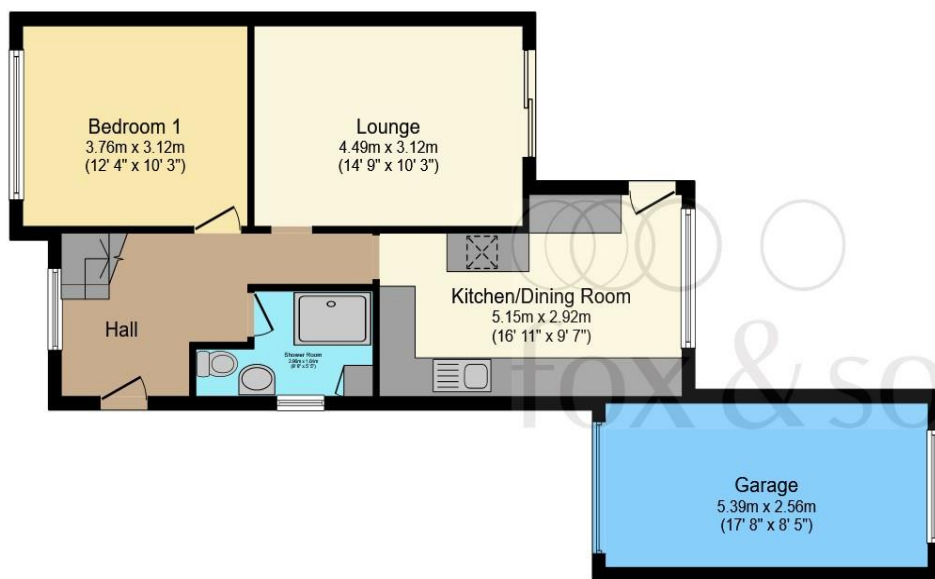 Bedroom 1
3.76m x 3.12m
(12' 4" x 10' 3")
Lounge
4.49m x 3.12m
(14' 9" x 10' 3")
Kitchen/Dining Room
5.15m x 2.92m
(16' 11" x 9' 7")
Hall
Shower Room
fox & so
Garage
5.39m x 2.56m
(17' 8" x 8' 5")